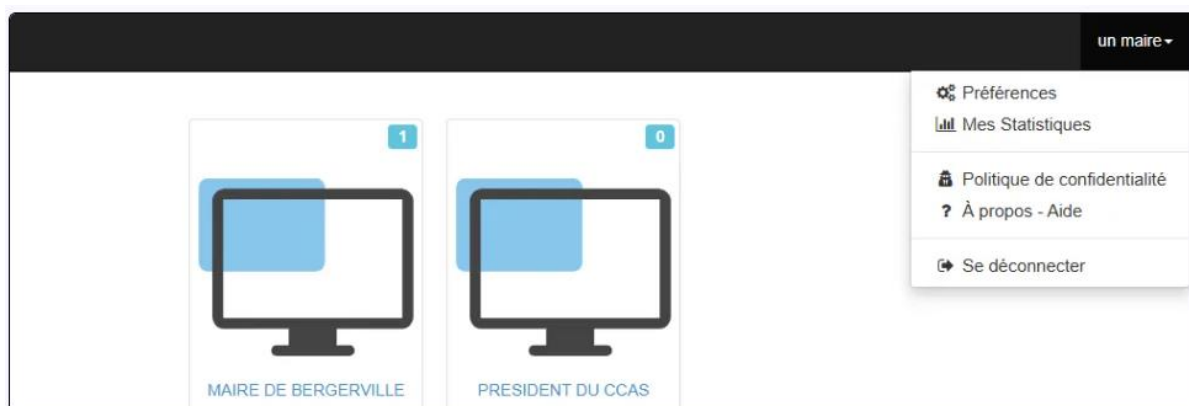 un maire
Préférences
Mes Statistiques
Politique de confidentialité
? À propos - Aide
Se déconnecter
1
0
MAIRE DE BERGERVILLE
PRESIDENT DU CCAS